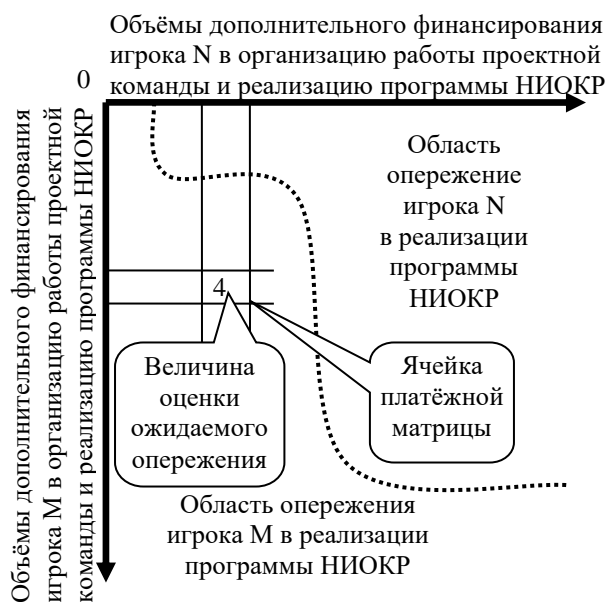 Объёмы дополнительного финансирования
игрока N в организацию работы проектной
команды и реализацию программы НИОКР
0
Объёмы дополнительного финансирования
игрока M в организацию работы проектной
команды и реализацию программы НИОКР
Область
опережение
игрока N
в реализации
программы
НИОКР
4
Величина
оценки
ожидаемого
опережения
Ячейка
платёжной
матрицы
Область опережения
игрока M в реализации
программы НИОКР